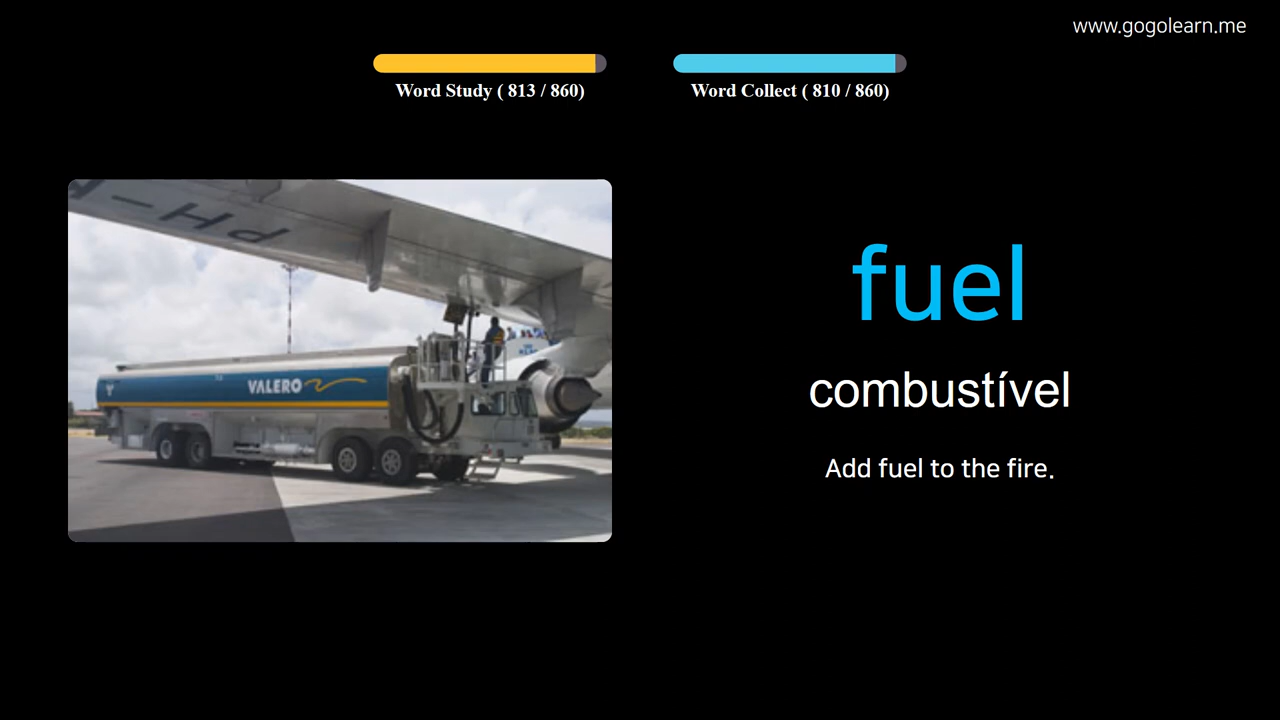 www.gogolearn.me
Word Study ( 813 / 860)
Word Collect ( 810 / 860)
PH-
VALERO
fuel
combustível
Add fuel to the fire.